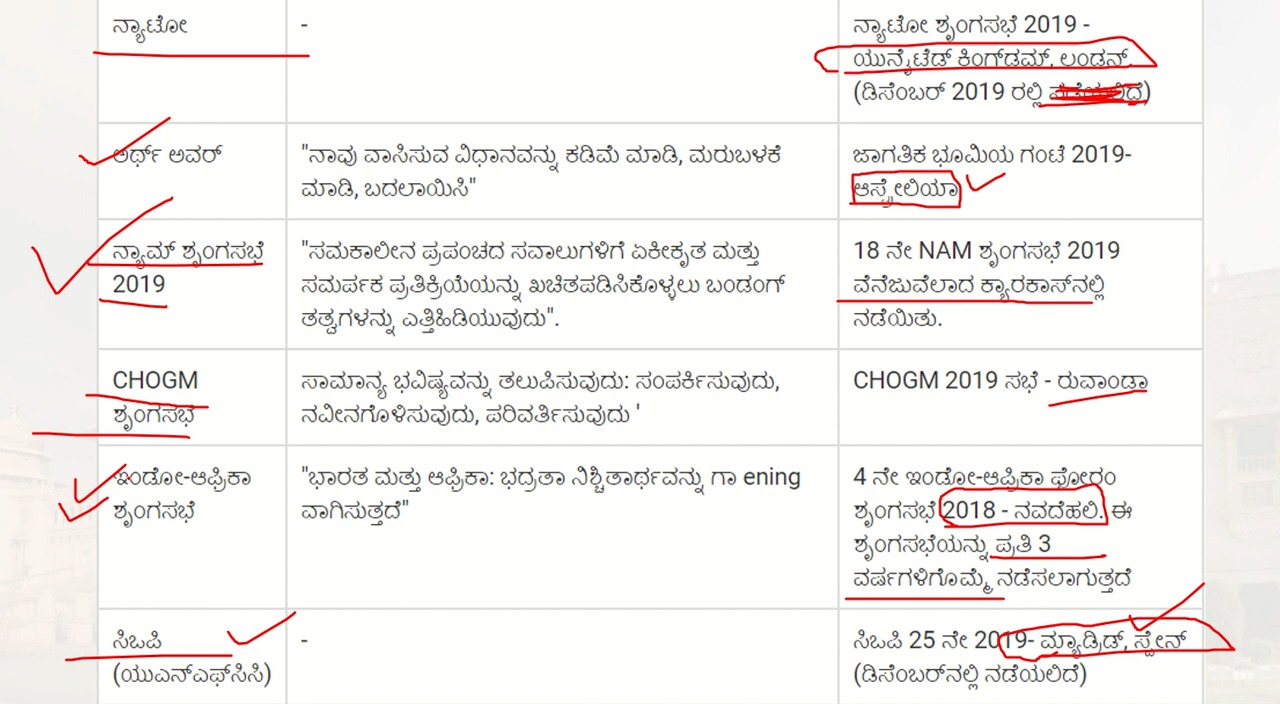 ನ್ಯಾಟೋ
-
ನ್ಯಾಟೋ ಶೃಂಗಸಭೆ 2019 -
ಯುನೈಟೆಡ್ ಕಿಂಗ್‌ಡಮ್, ಲಂಡನ್.
(ಡಿಸೆಂಬರ್ 2019 ರಲ್ಲಿ ನಡೆಯಲಿದೆ)
ಅರ್ಥ್ ಅವರ್
"ನಾವು ವಾಸಿಸುವ ವಿಧಾನವನ್ನು ಕಡಿಮೆ ಮಾಡಿ, ಮರುಬಳಕೆ
ಮಾಡಿ, ಬದಲಾಯಿಸಿ"
ಜಾಗತಿಕ ಭೂಮಿಯ ಗಂಟೆ 2019-
ಆಸ್ಟ್ರೇಲಿಯಾ
ನ್ಯಾಮ್ ಶೃಂಗಸಭೆ
2019
"ಸಮಕಾಲೀನ ಪ್ರಪಂಚದ ಸವಾಲುಗಳಿಗೆ ಏಕೀಕೃತ ಮತ್ತು
ಸಮರ್ಪಕ ಪ್ರತಿಕ್ರಿಯೆಯನ್ನು ಖಚಿತಪಡಿಸಿಕೊಳ್ಳಲು ಬಂಡಂಗ್
ತತ್ವಗಳನ್ನು ಎತ್ತಿಹಿಡಿಯುವುದು".
18 ನೇ NAM ಶೃಂಗಸಭೆ 2019
ವೆನೆಜುವೆಲಾದ ಕ್ಯಾರಕಾಸ್‌ನಲ್ಲಿ
ನಡೆಯಿತು.
CHOGM
ಶೃಂಗಸಭೆ
ಸಾಮಾನ್ಯ ಭವಿಷ್ಯವನ್ನು ತಲುಪಿಸುವುದು: ಸಂಪರ್ಕಿಸುವುದು,
ನವೀನಗೊಳಿಸುವುದು, ಪರಿವರ್ತಿಸುವುದು '
CHOGM 2019 ಸಭೆ - ರುವಾಂಡಾ
ಇಂಡೋ-ಆಫ್ರಿಕಾ
ಶೃಂಗಸಭೆ
"ಭಾರತ ಮತ್ತು ಆಫ್ರಿಕಾ: ಭದ್ರತಾ ನಿಶ್ಚಿತಾರ್ಥವನ್ನು ಗಾ ening
ವಾಗಿಸುತ್ತದೆ"
4 ನೇ ಇಂಡೋ-ಆಫ್ರಿಕಾ ಫೋರಂ
ಶೃಂಗಸಭೆ 2018 - ನವದೆಹಲಿ. ಈ
ಶೃಂಗಸಭೆಯನ್ನು ಪ್ರತಿ 3
ವರ್ಷಗಳಿಗೊಮ್ಮೆ ನಡೆಸಲಾಗುತ್ತದೆ
ಸಿಒಪಿ
(ಯುಎನ್‌ಎಫ್‌ಸಿಸಿ)
-
ಸಿಒಪಿ 25 ನೇ 2019- ಮ್ಯಾಡ್ರಿಡ್, ಸ್ಪೇನ್
(ಡಿಸೆಂಬರ್‌ನಲ್ಲಿ ನಡೆಯಲಿದೆ)